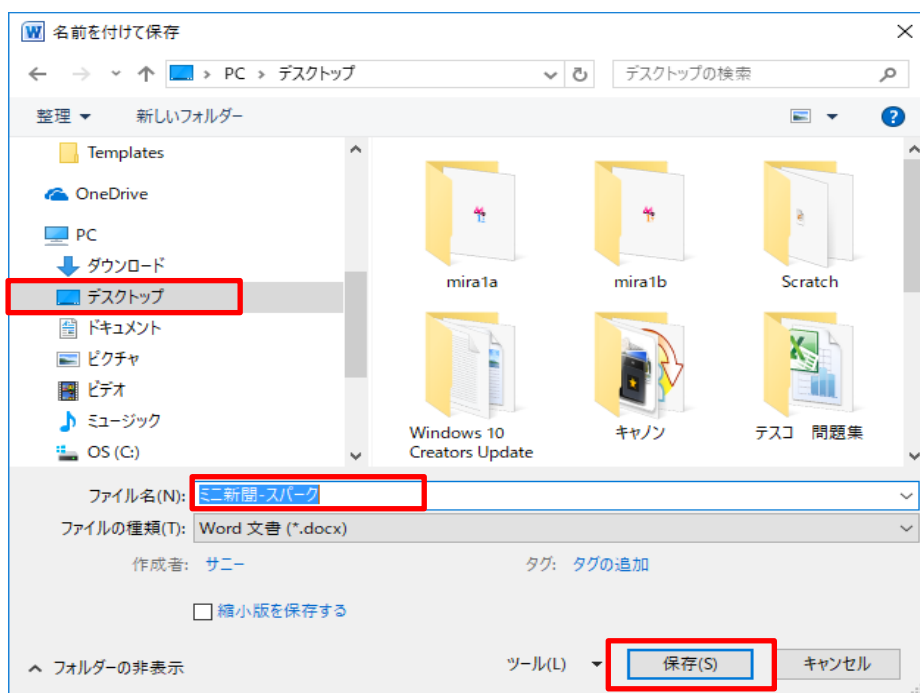 名前を付けて保存
PC > デスクトップ
デスクトップの検索
整理
新しいフォルダー
Templates
OneDrive
PC
ダウンロード
デスクトップ
ドキュメント
ピクチャ
ビデオ
ミュージック
OS (C:)
mira1a
mira1b
Scratch
Windows 10
Creators Update
キャノン
テスコ 問題集
ファイル名(N): ミニ新聞-スパーク
ファイルの種類(T): Word 文書 (*.docx)
作成者: サニー
タグ: タグの追加
縮小版を保存する
フォルダーの非表示
ツール(L)
保存(S)
キャンセル